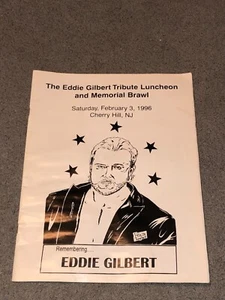 The Eddie Gilbert Tribute Luncheon
and Memorial Brawl
Saturday, February 3, 1996
Cherry Hill, NJ
Remembering...
EDDIE GILBERT